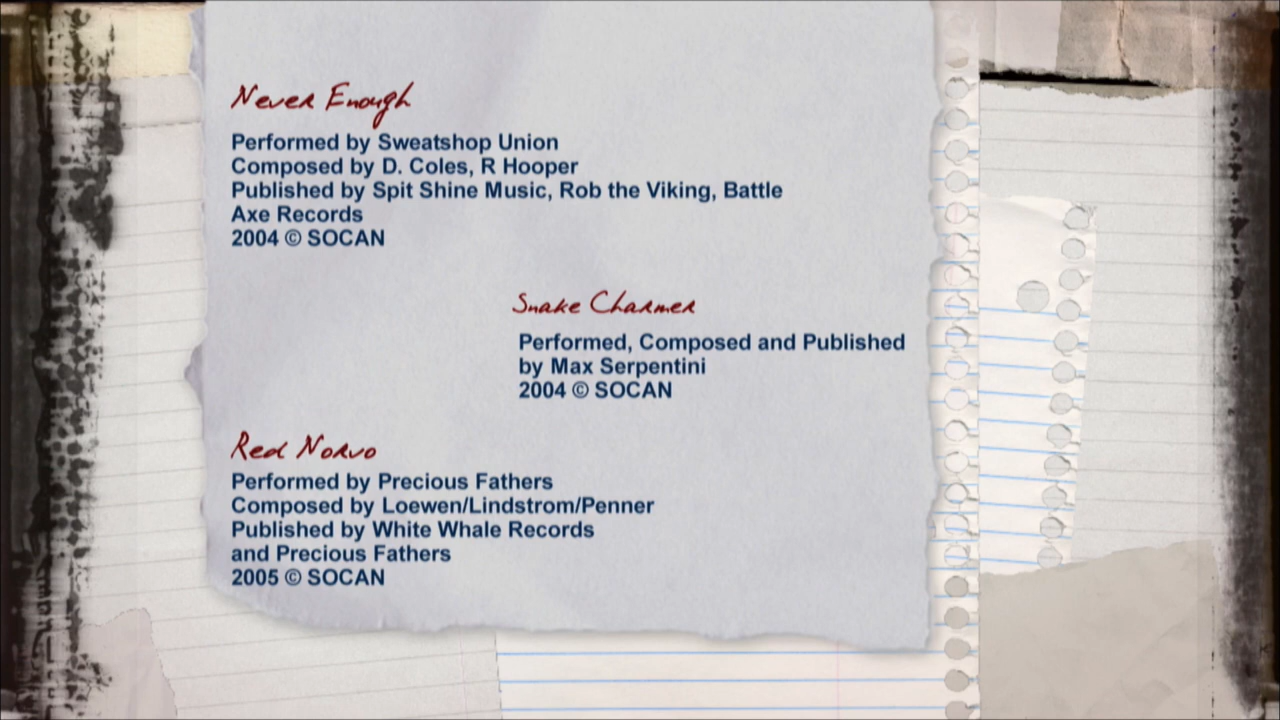 Never Enough
Performed by Sweatshop Union
Composed by D. Coles, R Hooper
Published by Spit Shine Music, Rob the Viking, Battle
Axe Records
2004 © SOCAN
Snake Charmer
Performed, Composed and Published
by Max Serpentini
2004 © SOCAN
Red Norvo
Performed by Precious Fathers
Composed by Loewen/Lindstrom/Penner
Published by White Whale Records
and Precious Fathers
2005 © SOCAN